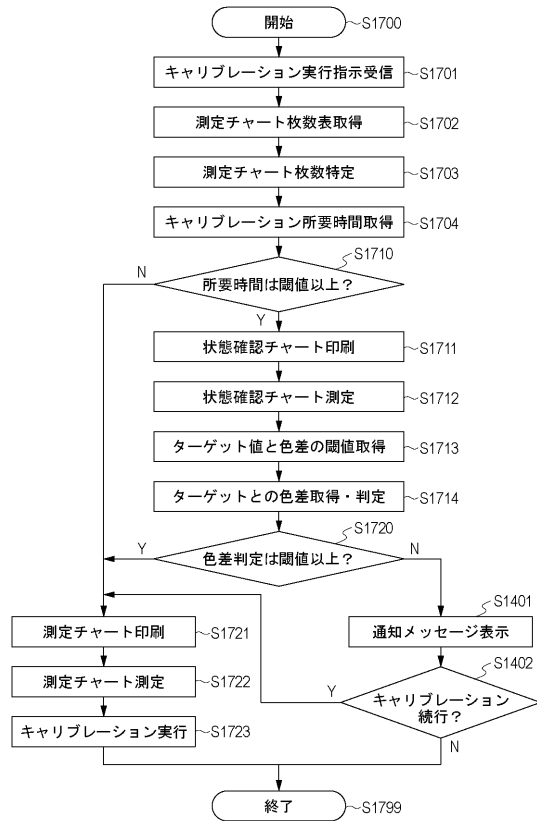 開始 S1700
キャリブレーション実行指示受信 S1701
測定チャート枚数表取得 S1702
測定チャート枚数特定 S1703
キャリブレーション所要時間取得 S1704
S1710
N
所要時間は閾値以上?
Y
状態確認チャート印刷 S1711
状態確認チャート測定 S1712
ターゲット値と色差の閾値取得 S1713
ターゲットとの色差取得・判定 S1714
S1720
Y
色差判定は閾値以上?
N
S1401
測定チャート印刷 S1721
通知メッセージ表示
S1402
測定チャート測定 S1722
Y
キャリブレーション
続行?
キャリブレーション実行 S1723
N
終了 S1799